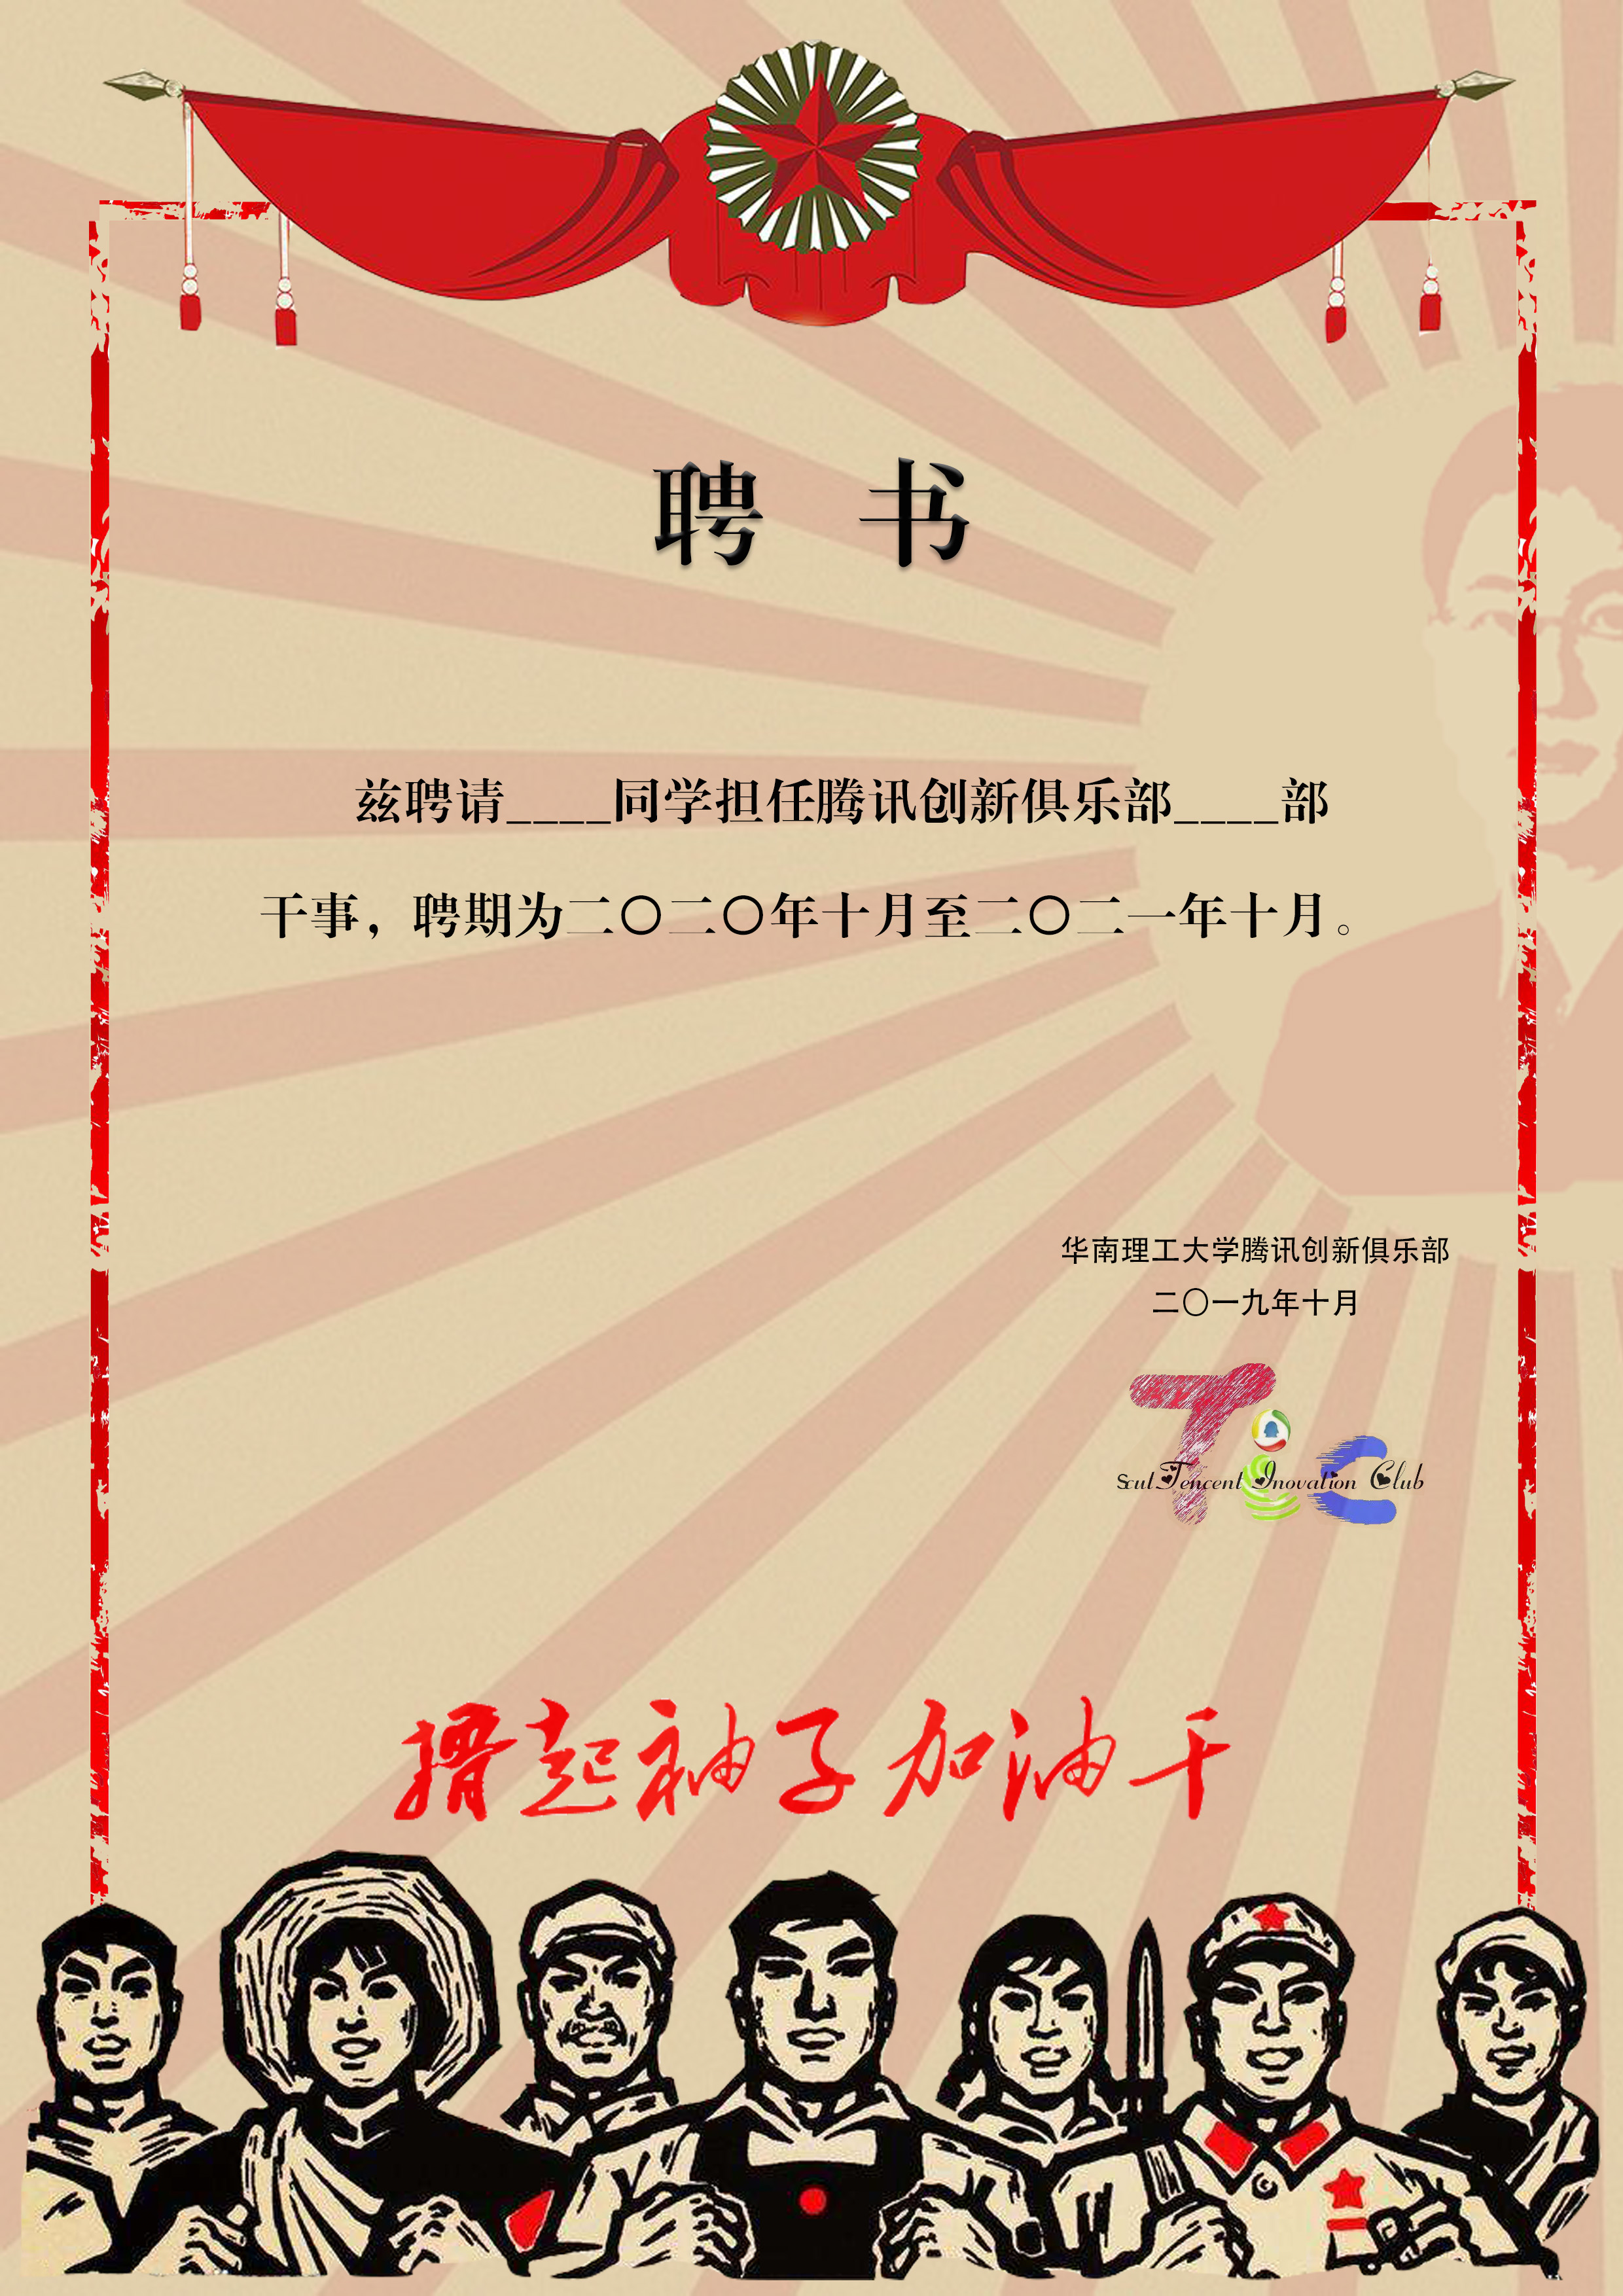 聘 书
兹聘请____同学担任腾讯创新俱乐部____部
干事，聘期为二〇二〇年十月至二〇二一年十月。
华南理工大学腾讯创新俱乐部
二〇一九年十月
TiC
Scut Tencent Inovation Club
撸起袖子加油干